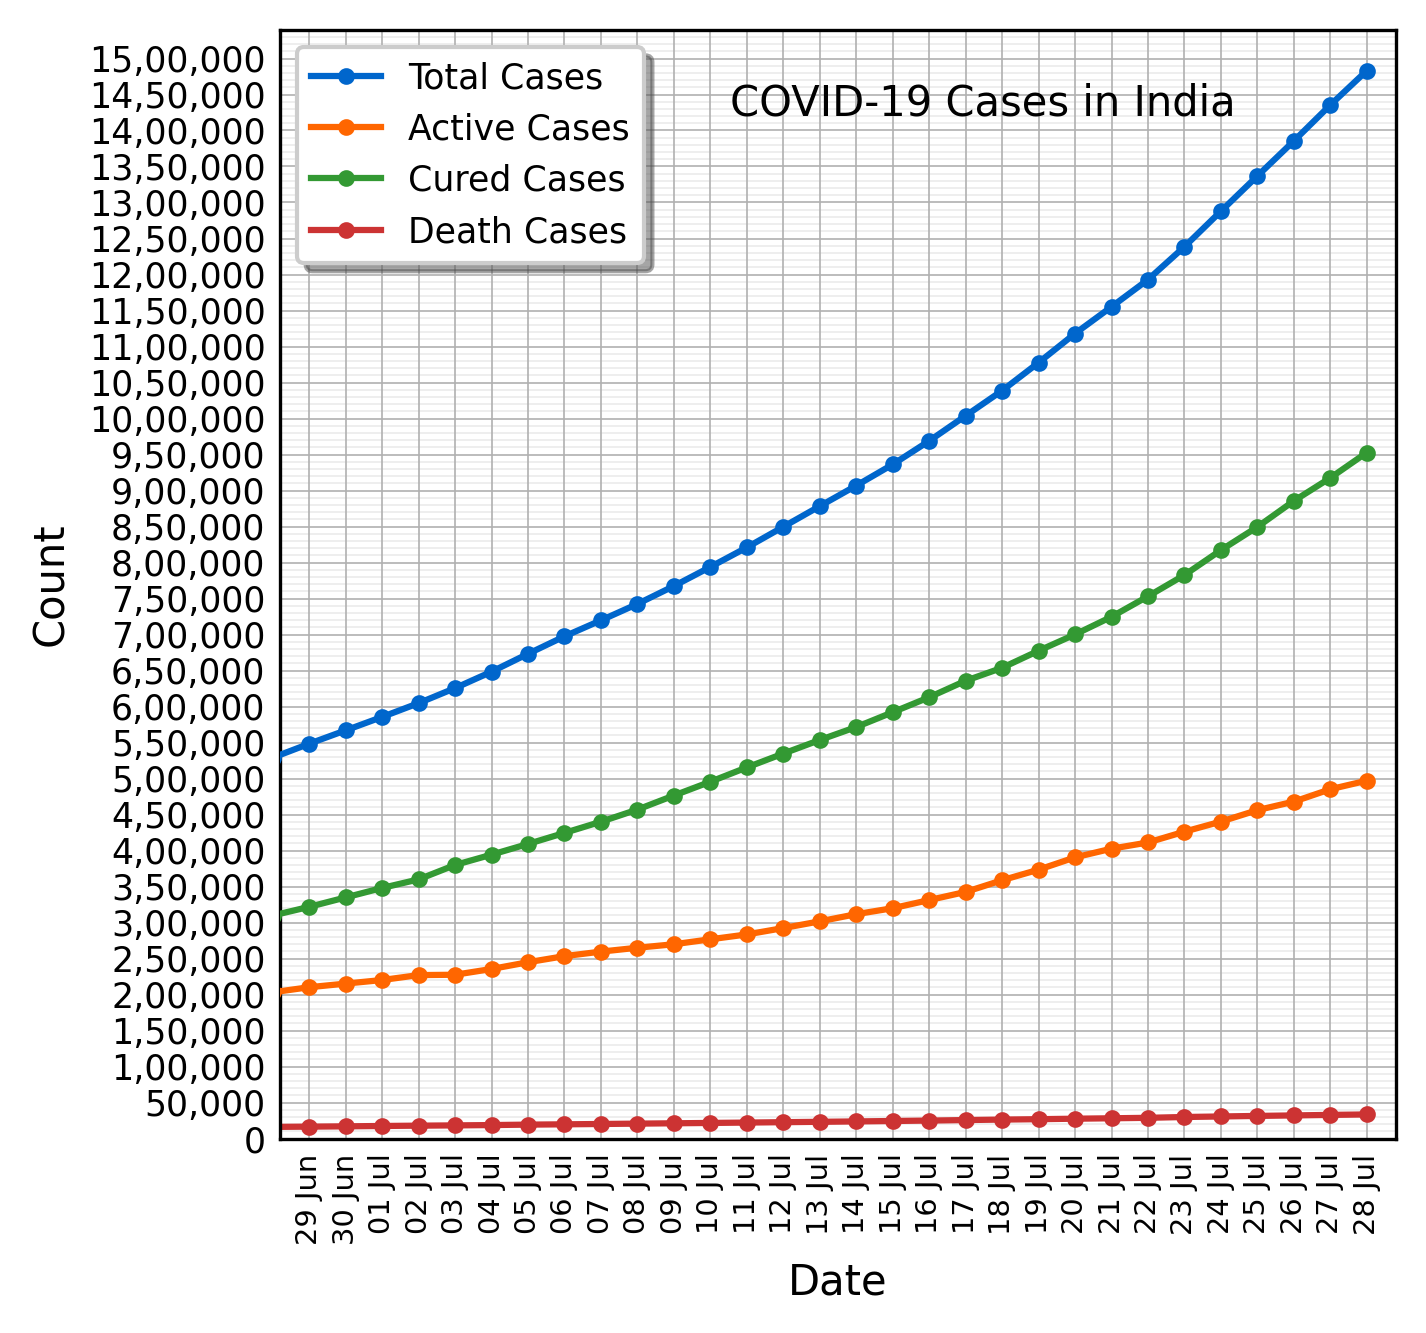 COVID-19 Cases in India
Total Cases
Active Cases
Cured Cases
Death Cases
Count
15,00,000
14,50,000
14,00,000
13,50,000
13,00,000
12,50,000
12,00,000
11,50,000
11,00,000
10,50,000
10,00,000
9,50,000
9,00,000
8,50,000
8,00,000
7,50,000
7,00,000
6,50,000
6,00,000
5,50,000
5,00,000
4,50,000
4,00,000
3,50,000
3,00,000
2,50,000
2,00,000
1,50,000
1,00,000
50,000
0
29 Jun
30 Jun
01 Jul
02 Jul
03 Jul
04 Jul
05 Jul
06 Jul
07 Jul
08 Jul
09 Jul
10 Jul
11 Jul
12 Jul
13 Jul
14 Jul
15 Jul
16 Jul
17 Jul
18 Jul
19 Jul
20 Jul
21 Jul
22 Jul
23 Jul
24 Jul
25 Jul
26 Jul
27 Jul
28 Jul
Date